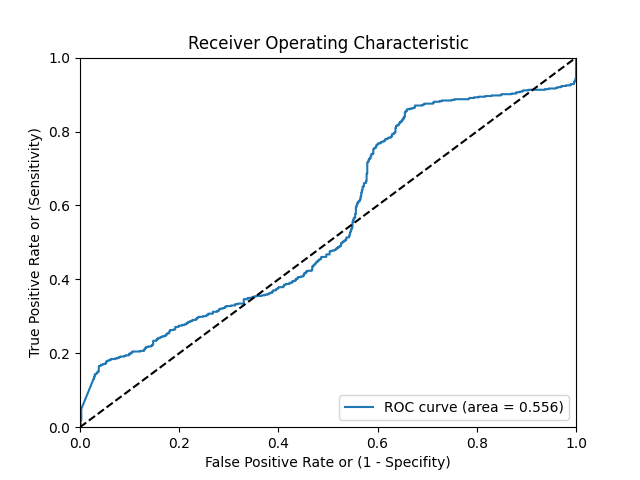 Receiver Operating Characteristic
1.0
0.8
0.6
0.4
0.2
0.0
True Positive Rate or (Sensitivity)
ROC curve (area = 0.556)
0.0 0.2 0.4 0.6 0.8 1.0
False Positive Rate or (1 - Specifity)